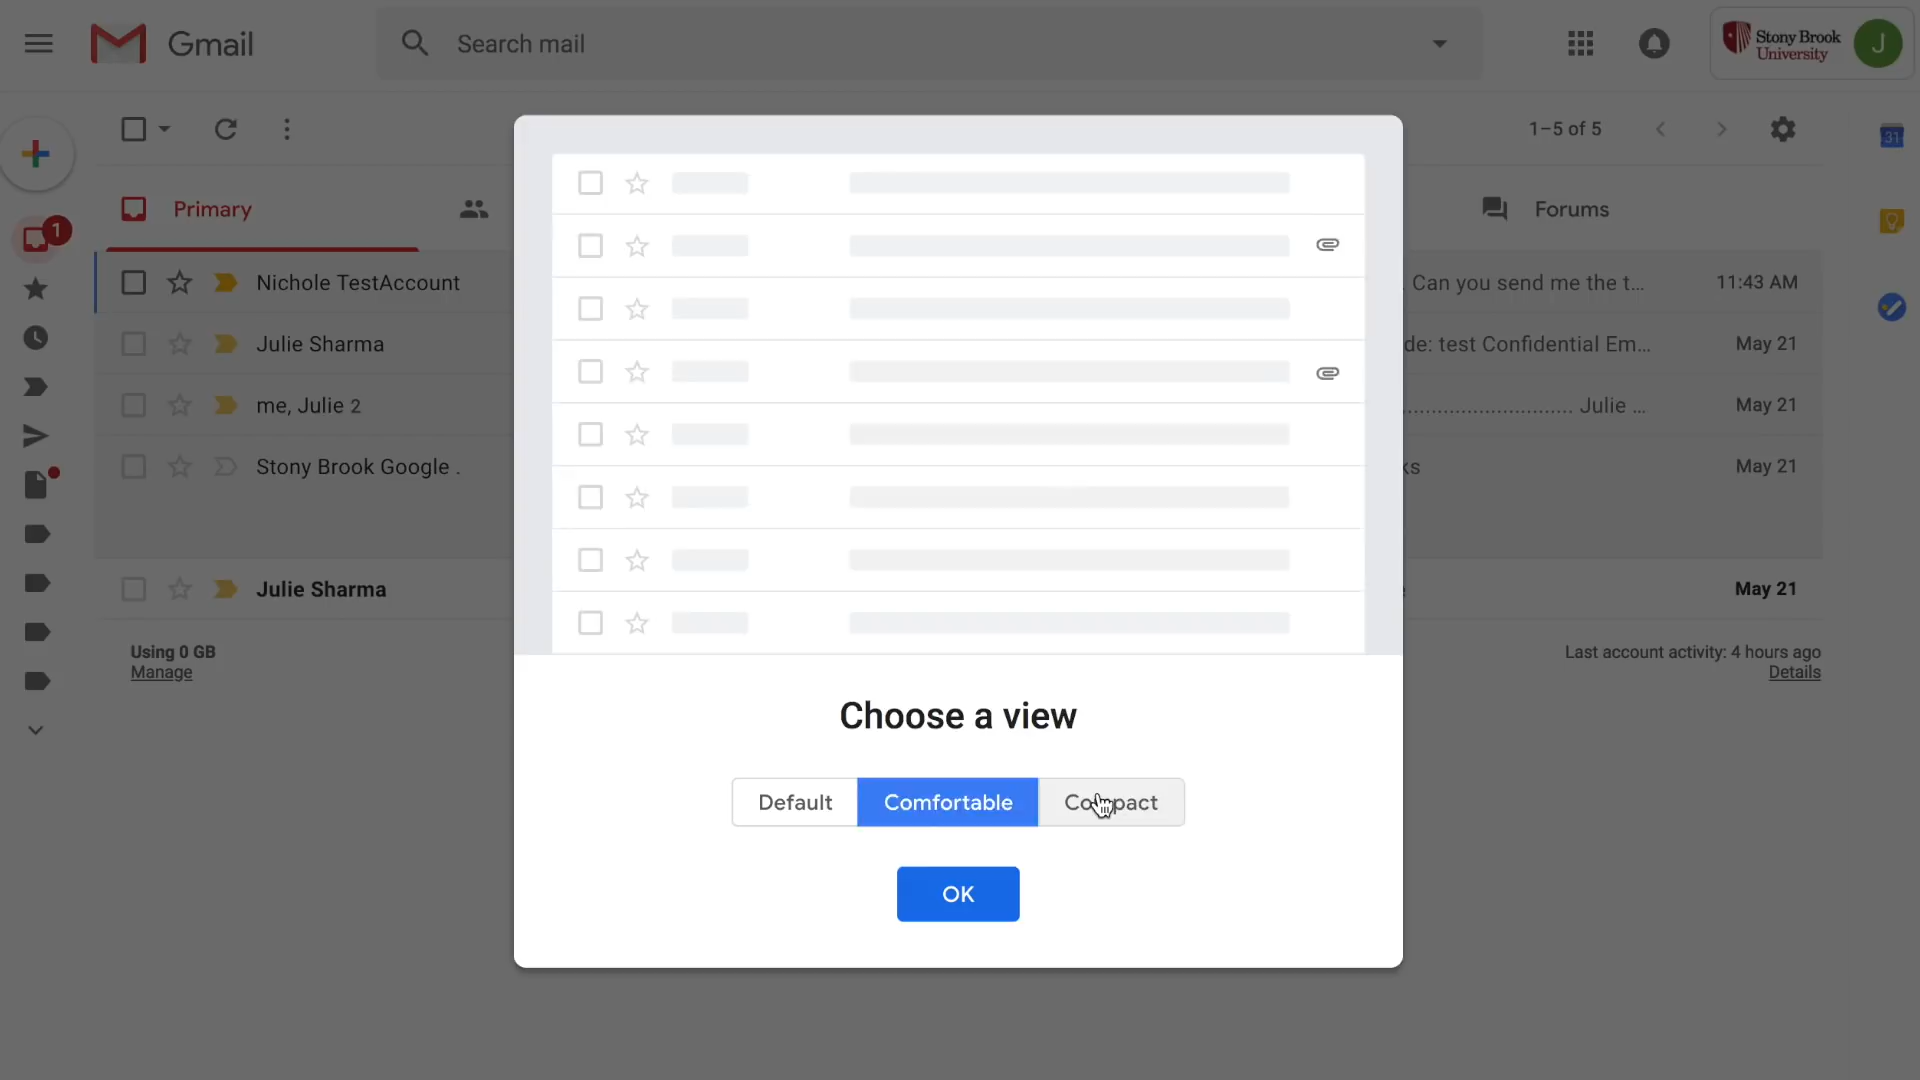 Gmail
Search mail
Stony Brook
University
1–5 of 5
31
Primary
Forums
1
Nichole TestAccount
Can you send me the t...
11:43 AM
Julie Sharma
de: test Confidential Em...
May 21
me, Julie 2
Julie ...
May 21
Stony Brook Google .
ks
May 21
Julie Sharma
May 21
Using 0 GB
Manage
Last account activity: 4 hours ago
Details
Choose a view
Default
Comfortable
Compact
OK
J